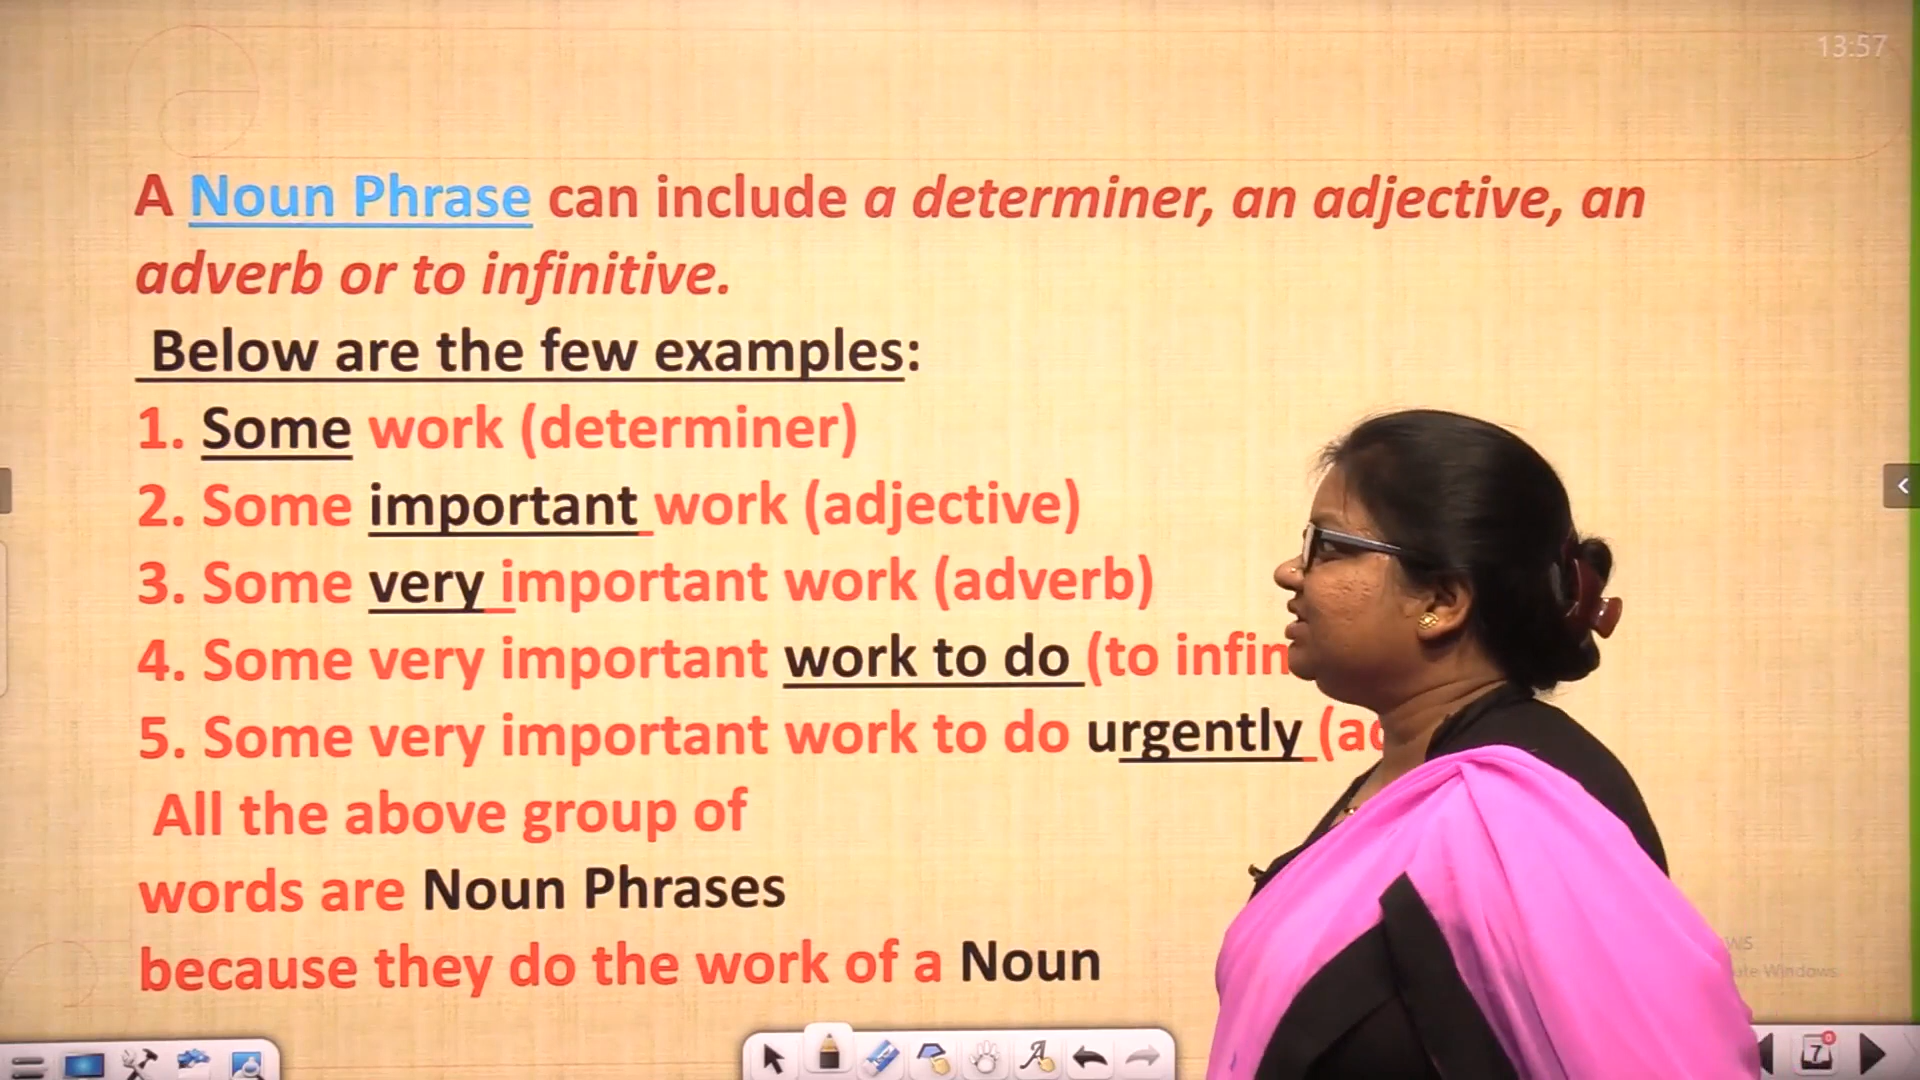 13:57
A Noun Phrase can include a determiner, an adjective, an
adverb or to infinitive.
Below are the few examples:
1. Some work (determiner)
2. Some important work (adjective)
3. Some very important work (adverb)
4. Some very important work to do (to
5. Some very important work to do urgently
All the above group of
words are Noun Phrases
because they do the work of a Noun
Windows
7
0